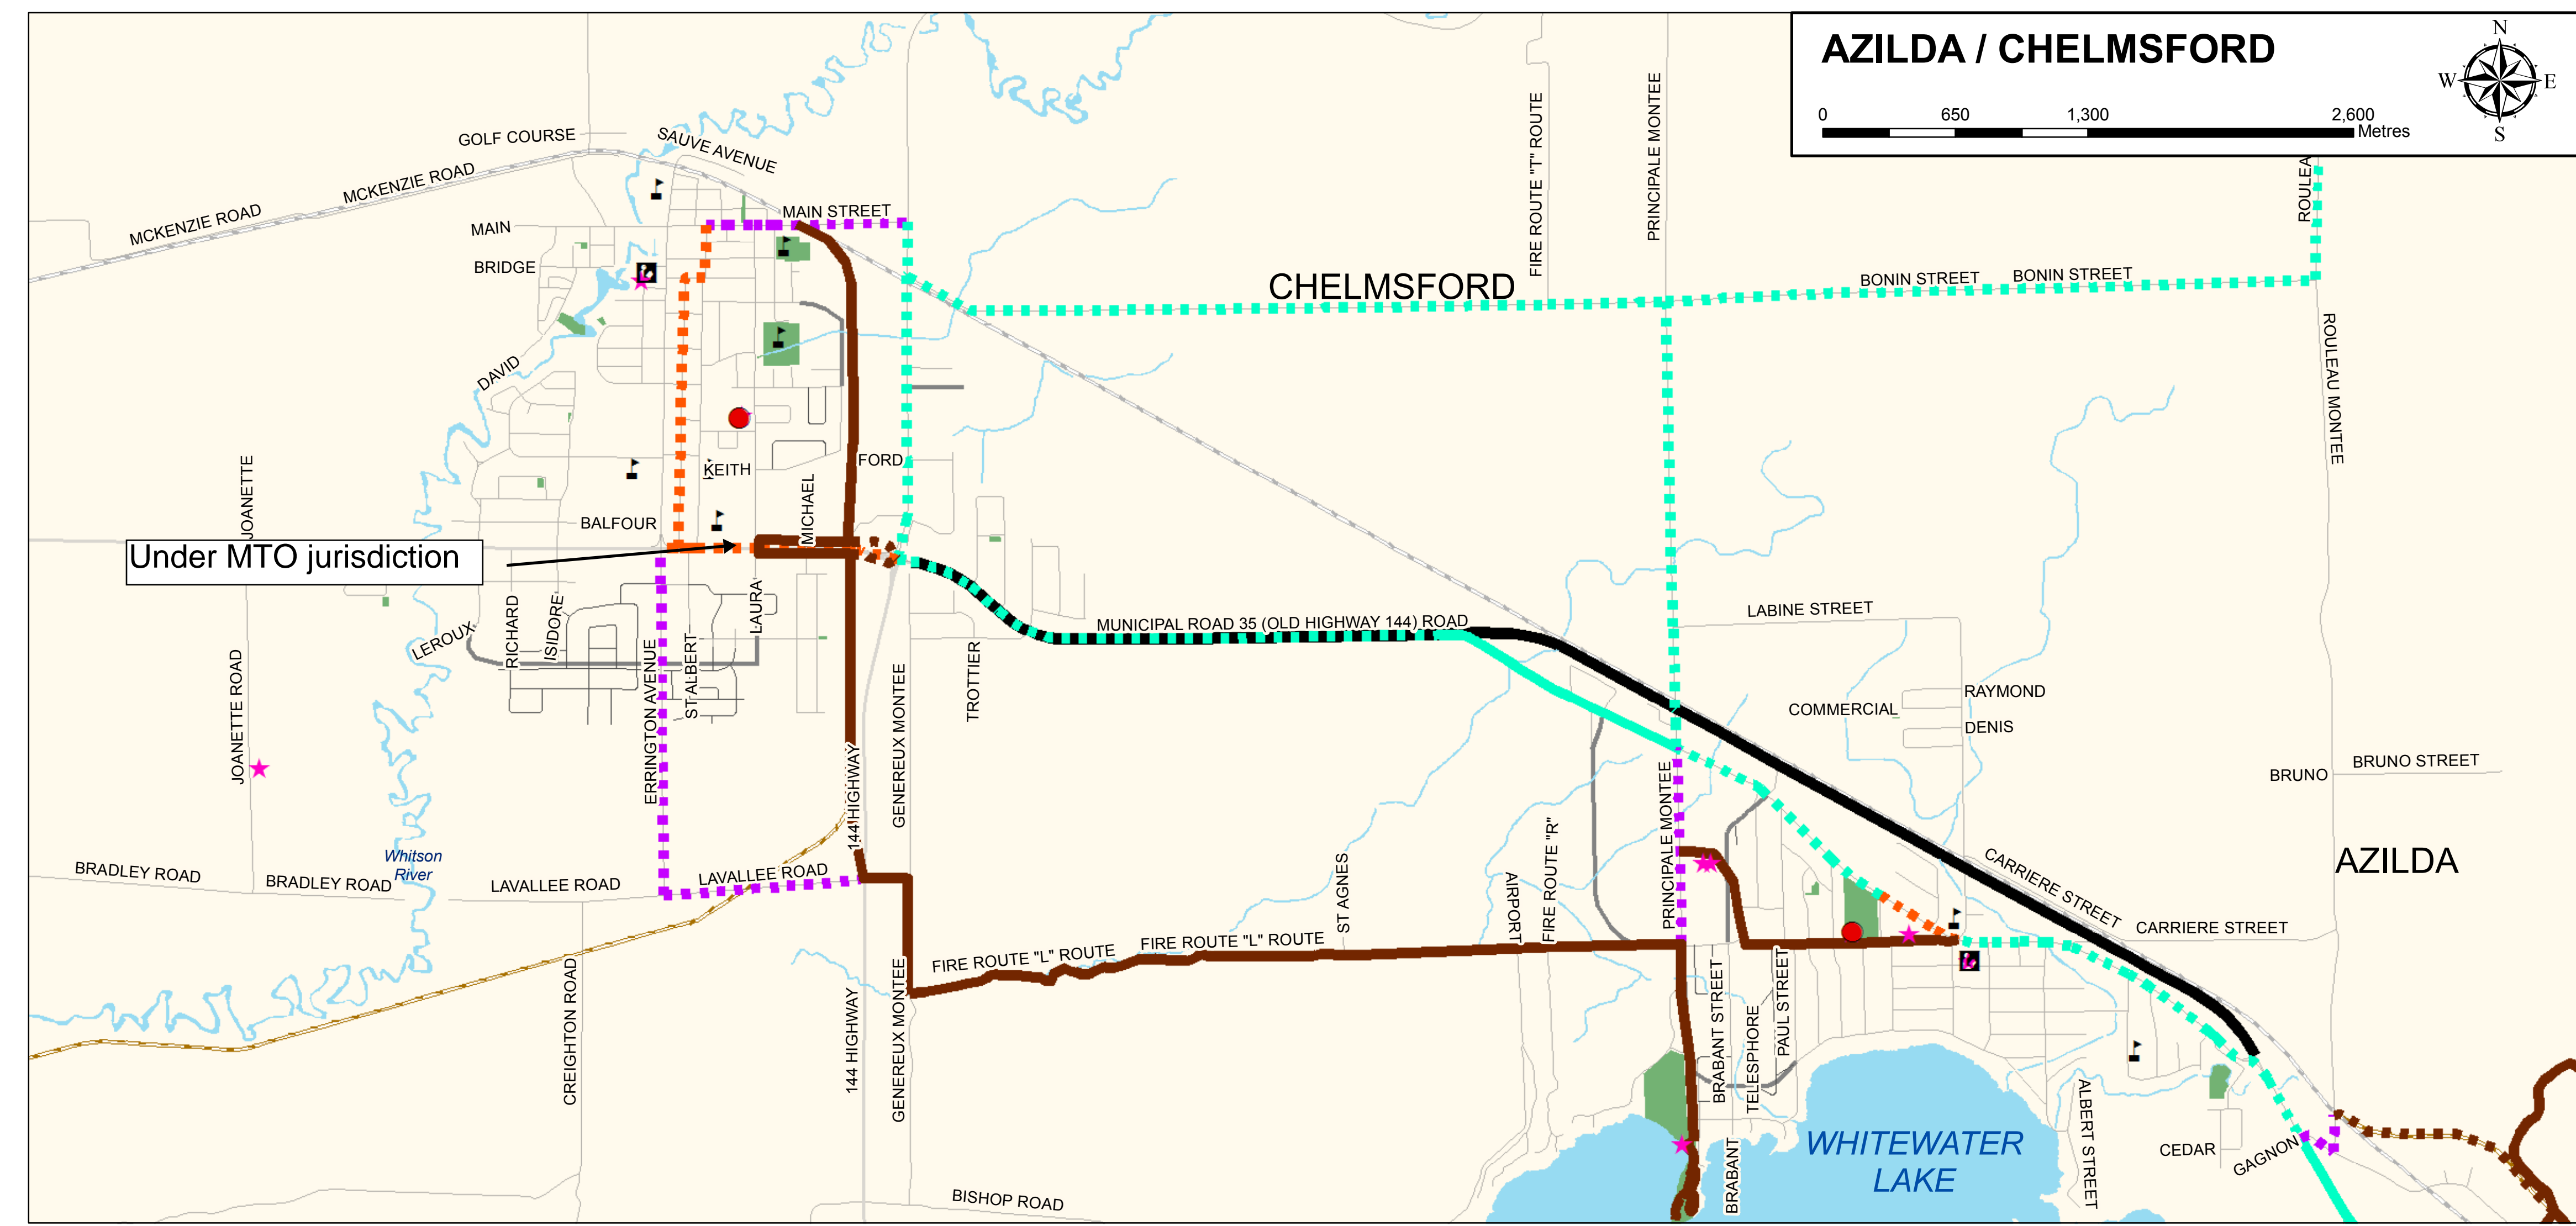 AZILDA / CHELMSFORD
N
W
E
S
0 650 1,300 2,600
Metres
FIRE ROUTE "T" ROUTE
PRINCIPALE MONTEE
ROULEA
GOLF COURSE
SAUVE AVENUE
MCKENZIE ROAD
MCKENZIE ROAD
MAIN
MAIN STREET
BRIDGE
CHELMSFORD
BONIN STREET
BONIN STREET
ROULEAU MONTEE
DAVID
JOANETTE
KEITH
FORD
MICHAEL
BALFOUR
Under MTO jurisdiction
LAURA
RICHARD
ISIDORE
LEROUX
ST ALBERT
ERRINGTON AVENUE
JOANETTE ROAD
MUNICIPAL ROAD 35 (OLD HIGHWAY 144) ROAD
LABINE STREET
TROTTIER
GENEREUX MONTEE
RAYMOND
COMMERCIAL
DENIS
144 HIGHWAY
BRUNO
BRUNO STREET
PRINCIPALE MONTEE
Whitson
River
BRADLEY ROAD
BRADLEY ROAD
LAVALLEE ROAD
LAVALLEE ROAD
ST AGNES
AIRPORT
FIRE ROUTE "R"
CARRIERE STREET
AZILDA
CARRIERE STREET
FIRE ROUTE "L" ROUTE
FIRE ROUTE "L" ROUTE
CREIGHTON ROAD
144 HIGHWAY
GENEREUX MONTEE
BRABANT STREET
TELESPHORE
PAUL STREET
ALBERT STREET
WHITEWATER
LAKE
CEDAR
GAGNON
BRABANT
BISHOP ROAD